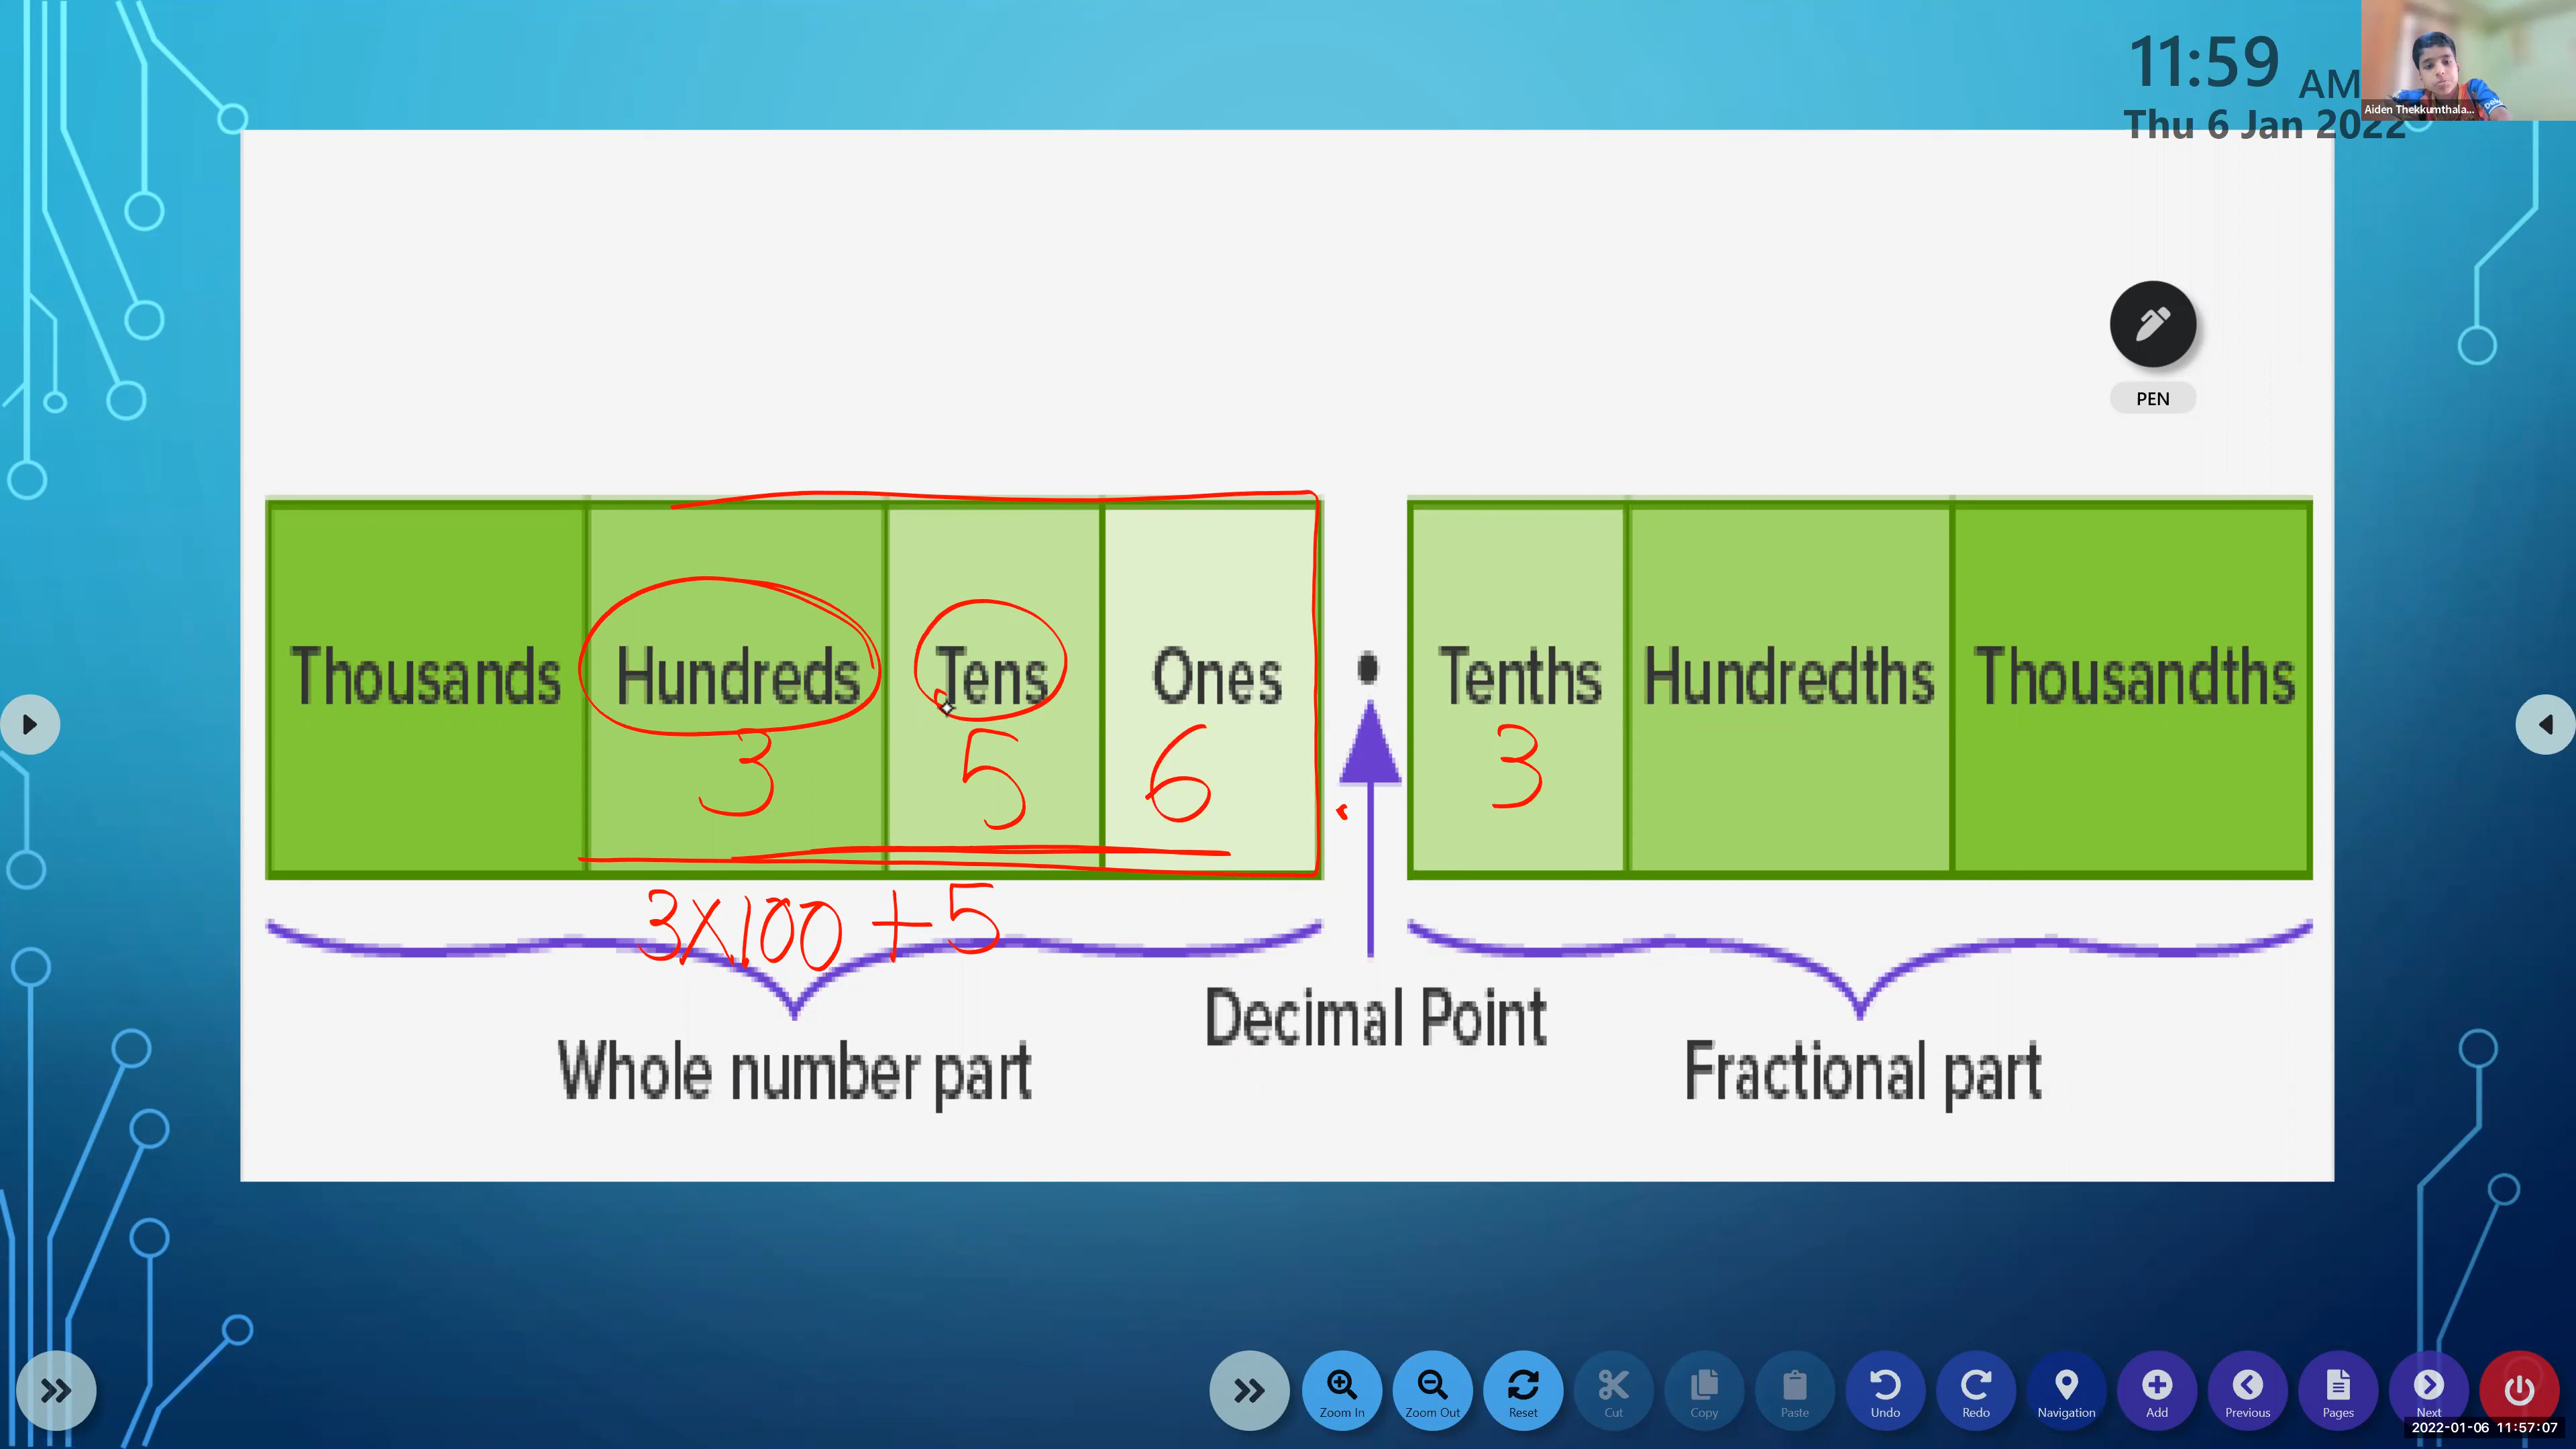 11:59 AM
Thu 6 Jan 2022
Aiden Thekkumthala...
PEN
Thousands Hundreds Tens Ones • Tenths Hundredths Thousandths
3 5 6 . 3
3×100 + 5
Decimal Point
Whole number part Fractional part
Zoom In Zoom Out Reset Cut Copy Paste Undo Redo Navigation Add Previous Pages Next
2022-01-06 11:57:07